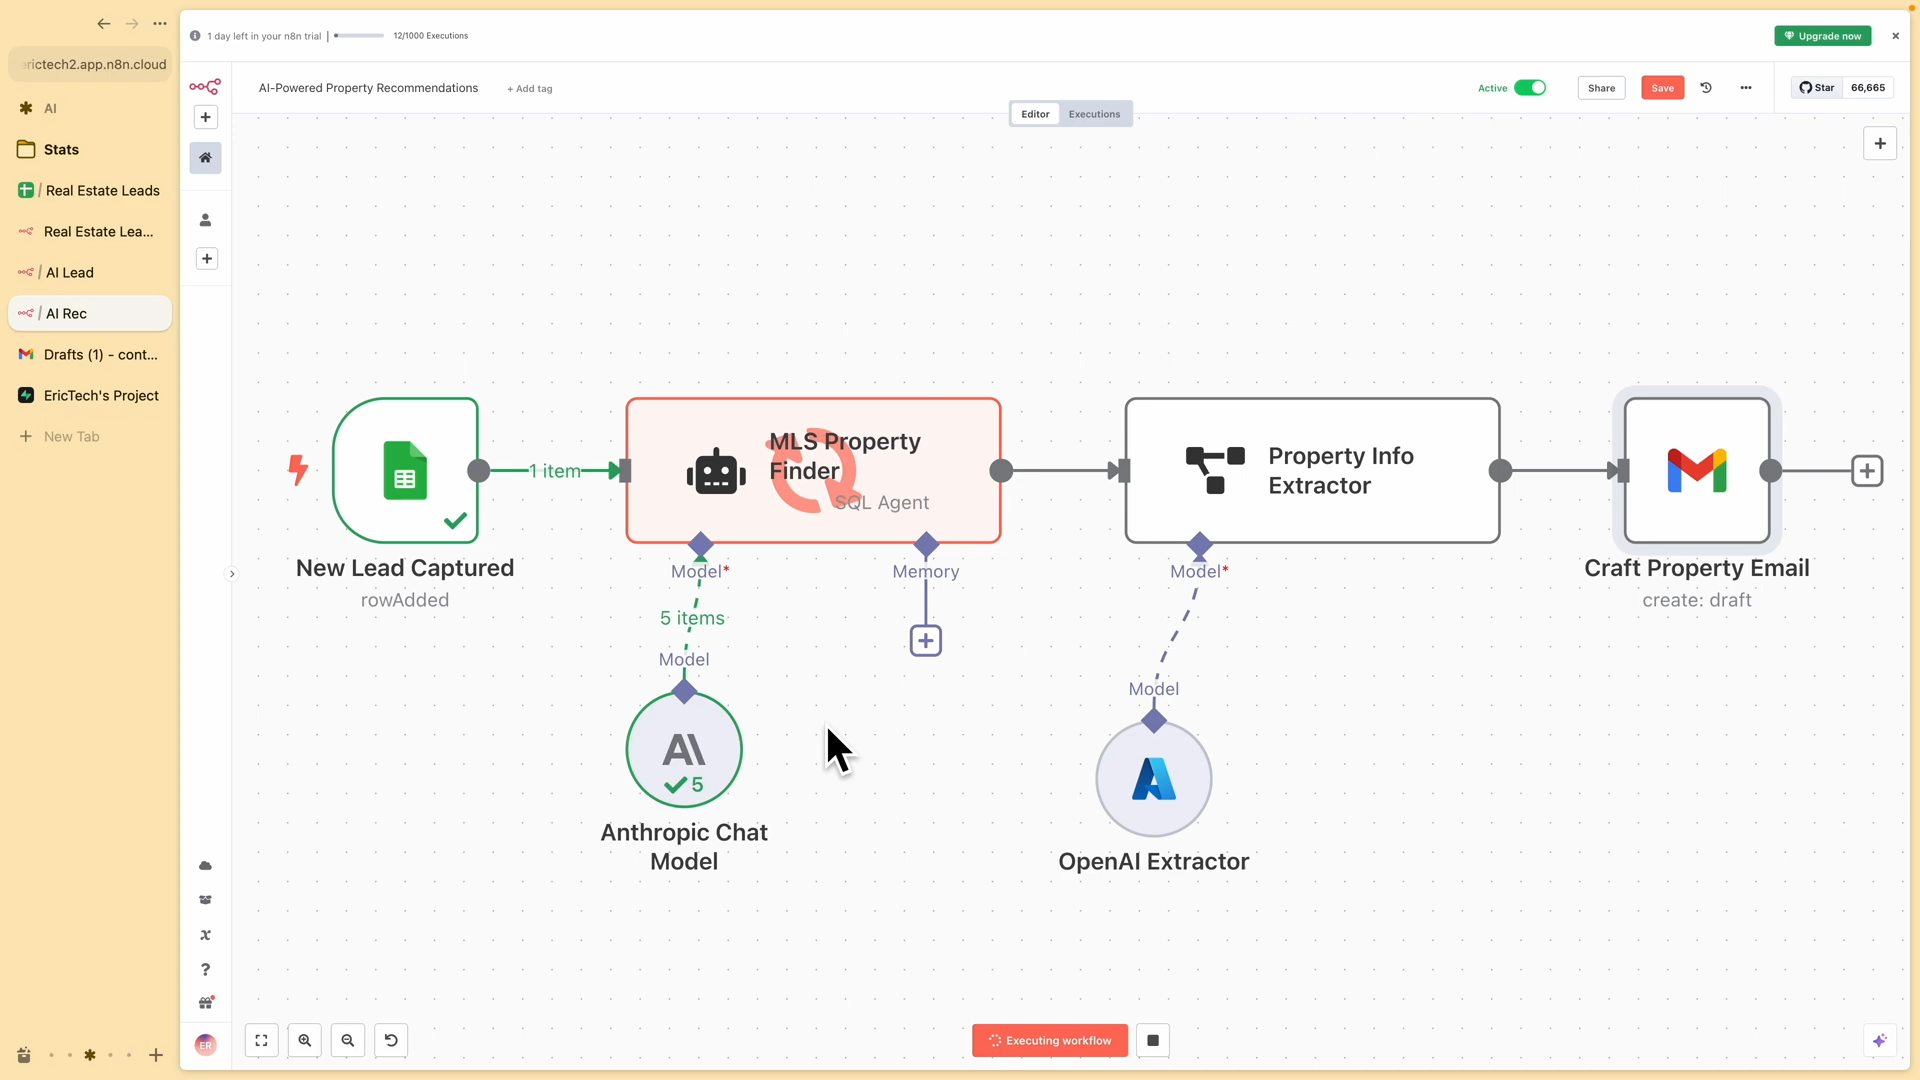 1 day left in your n8n trial
12/1000 Executions
Upgrade now
rictech2.app.n8n.cloud
AI
Stats
/ Real Estate Leads
Real Estate Lea...
/ AI Lead
/ AI Rec
Drafts (1) - cont...
EricTech's Project
New Tab
AI-Powered Property Recommendations
+ Add tag
Active
Share
Save
Star
66,665
Editor
Executions
1 item
MLS Property
Finder
SQL Agent
Property Info
Extractor
New Lead Captured
rowAdded
Model*
Memory
Model*
Craft Property Email
create: draft
5 items
Model
Model
5
Anthropic Chat
Model
OpenAI Extractor
ER
Executing workflow